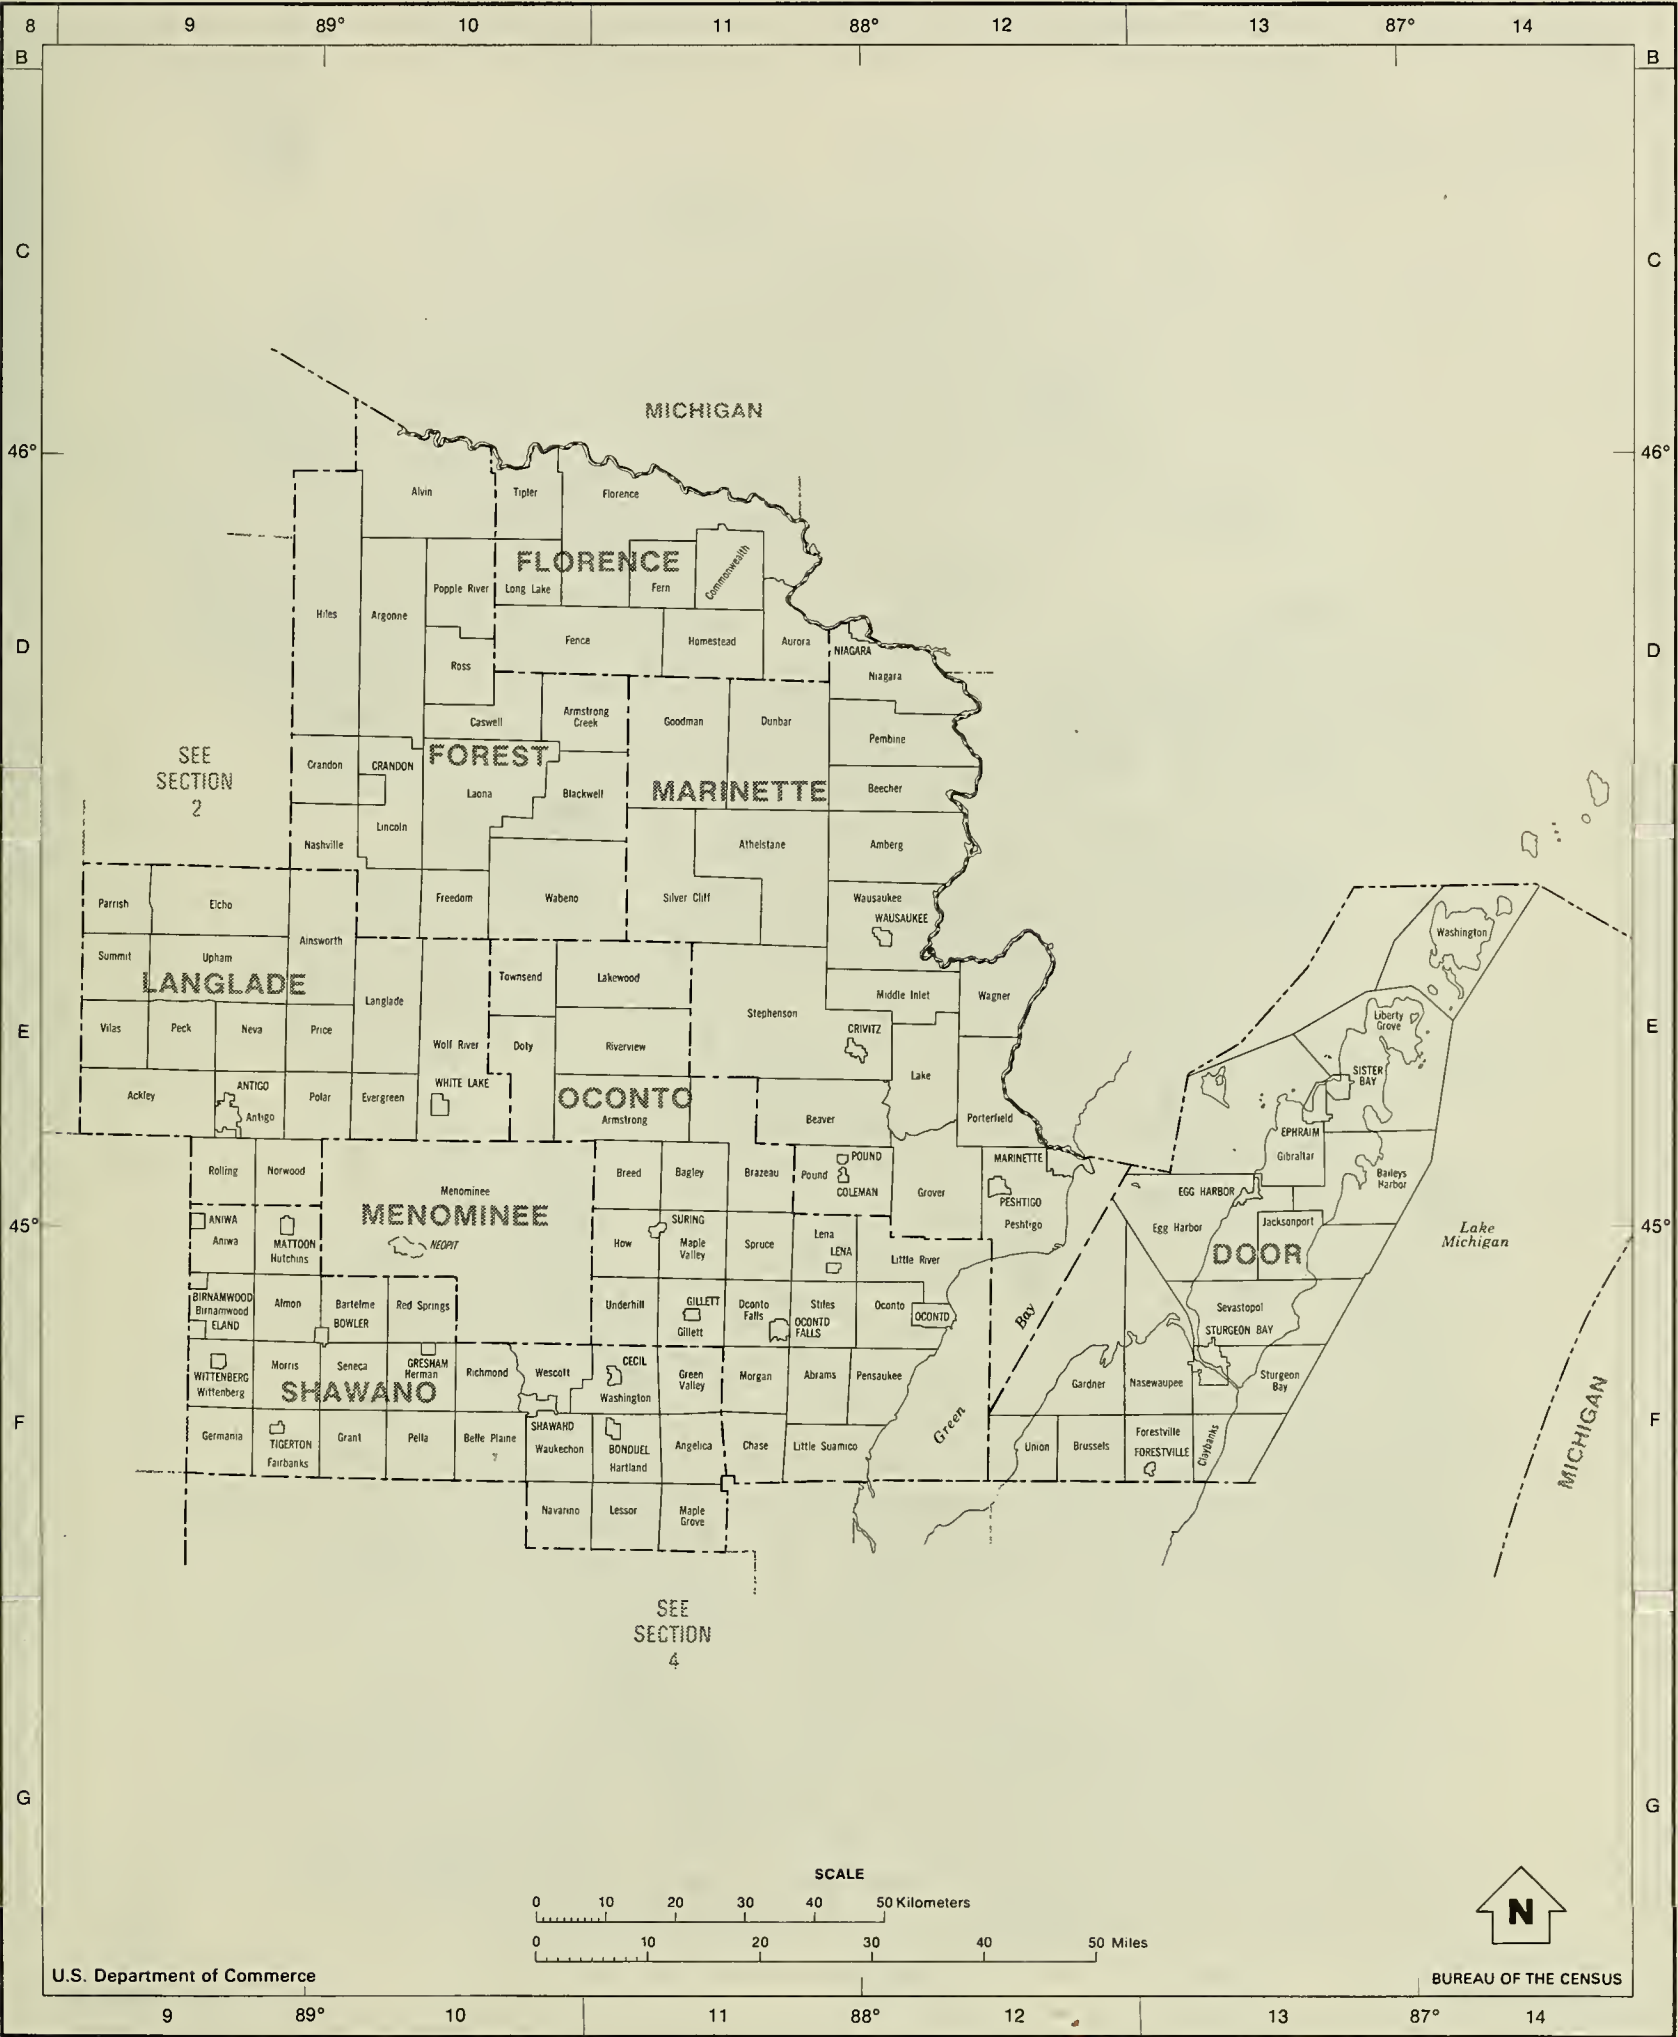 8 9 89° 10 11 88° 12 13 87° 14
B B
C C
MICHIGAN
46° 46°
Alvin Tipler Florence
FLORENCE
Commonwealth
Popple River Long Lake Fern
Hiles Argonne
D D
Fence Homestead Aurora
NIAGARA
Ross
Niagara
Armstrong
Creek
Caswell Goodman Dunbar
Pembine
SEE
SECTION
2
FOREST
Crandon CRANDON
MARINETTE
Laona Blackwell Beecher
Lincoln
Nashville Athelstane Amberg
Parrish Elcho Freedom Wabeno Silver Cliff Wausaukee
WAUSAUKEE
Washington
Ainsworth
Summit Upham
LANGLADE
Townsend Lakewood
Langlade Middle Inlet Wagner
Stephenson
Liberty
Grove
E E
Vilas Peck Neva Price CRIVITZ
Wolf River Doty Riverview
Lake
SISTER
BAY
WHITE LAKE
ANTIGO
Ackley Polar Evergreen
OCONTO
Antigo Armstrong Beaver Porterfield
EPHRAIM
Rolling Norwood Breed Bagley Brazeau Pound POUND MARINETTE Gibraltar
Baileys
Harbor
COLEMAN Grover
Menominee EGG HARBOR
PESHTIGO
MENOMINEE
ANIWA SURING Peshtigo Egg Harbor Jacksonport
45° 45°
Aniwa MATTOON
Hutchins
NEOPIT
How Maple
Valley
Spruce Lena
LENA Little River
DOOR
Lake
Michigan
BIRNAMWOOD
Birnamwood
ELAND
Almon Bartelme Red Springs
BOWLER
Underhill GILLETT
Gillett
Oconto
Falls
Stiles
OCONTO
FALLS
Oconto OCONTO
Bay
Sevastopol
STURGEON BAY
WITTENBERG
Wittenberg
Morris Seneca GRESHAM
Herman
Richmond Wescott CECIL
Washington
Green
Valley
Morgan Abrams Pensaukee
Gardner Nasewaupee Sturgeon
Bay
SHAWANO
MICHIGAN
F F
Green
Germania TIGERTON
Fairbanks
Grant Pella Belle Plaine SHAWANO
Waukechon
BONDUEL
Hartland
Angelica Chase Little Suamico
Union Brussels Forestville
FORESTVILLE
Claybanks
Navarino Lessor Maple
Grove
SEE
SECTION
4
G G
SCALE
0 10 20 30 40 50 Kilometers
0 10 20 30 40 50 Miles
N
U.S. Department of Commerce BUREAU OF THE CENSUS
9 89° 10 11 88° 12 13 87° 14